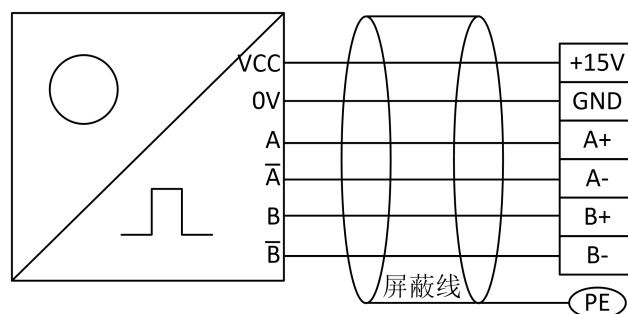 VCC +15V
0V GND
A A+
A̅ A-
B B+
B̅ B-
屏蔽线
PE